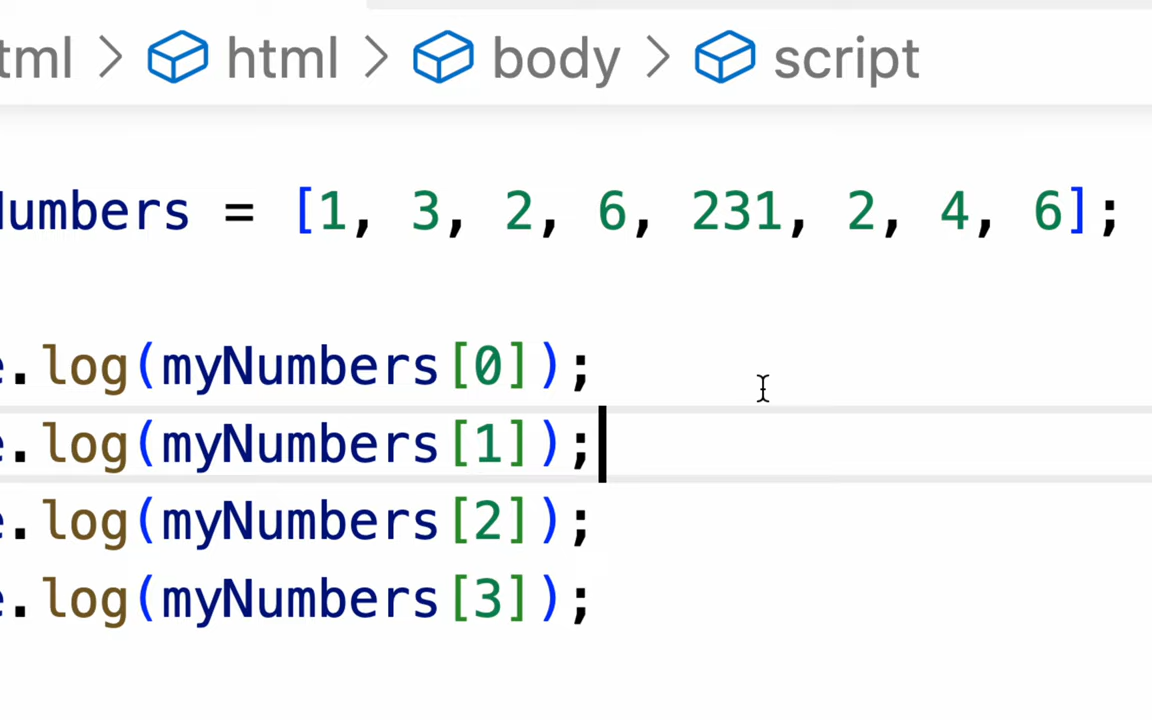 tml > html > body > script
Numbers = [1, 3, 2, 6, 231, 2, 4, 6];
e.log(myNumbers[0]);
e.log(myNumbers[1]);
e.log(myNumbers[2]);
e.log(myNumbers[3]);